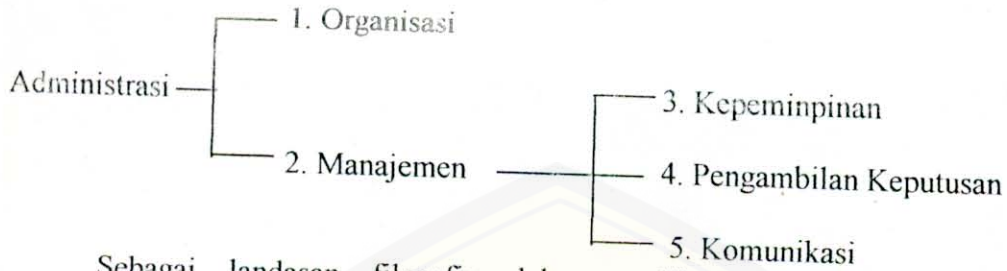 1. Organisasi
Administrasi
3. Kepeminpinan
2. Manajemen
4. Pengambilan Keputusan
5. Komunikasi
Sebagai landasan